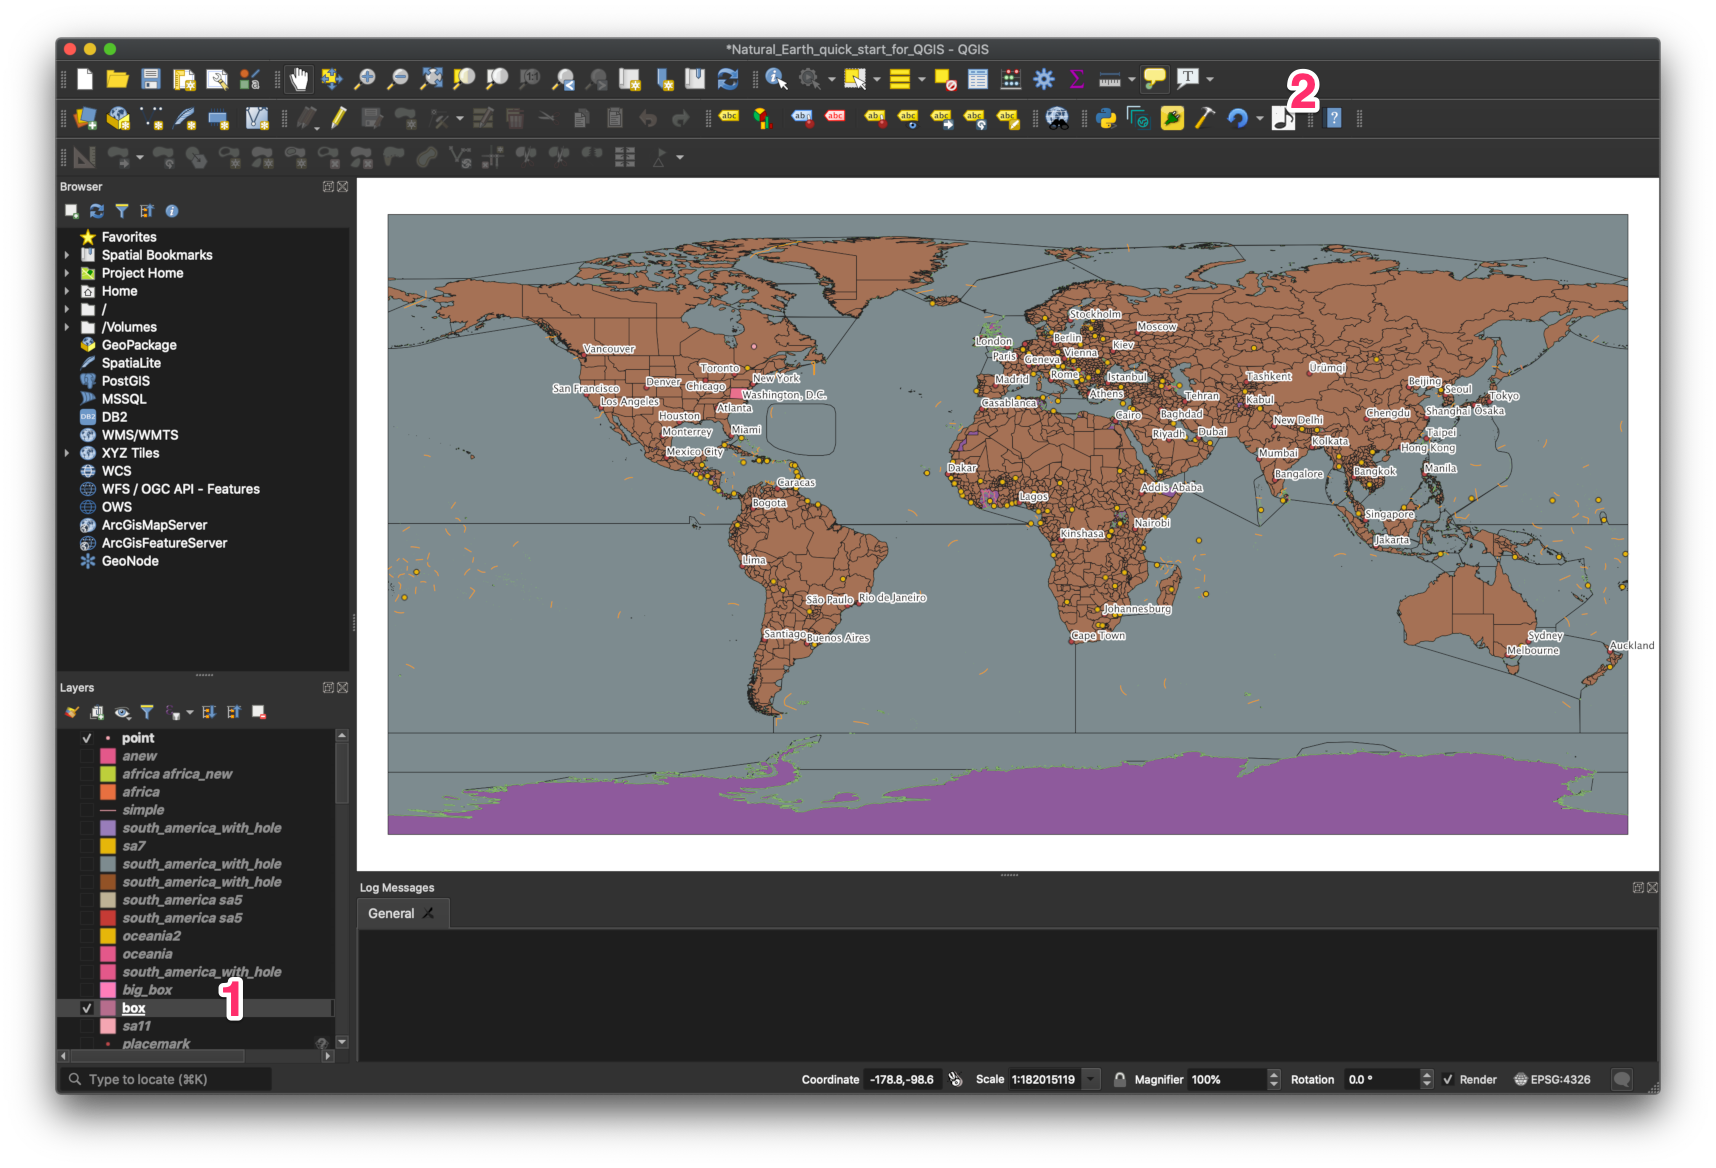 *Natural_Earth_quick_start_for_QGIS - QGIS
2
abc
abc
Browser
Favorites
Spatial Bookmarks
Project Home
Home
/
/Volumes
GeoPackage
SpatiaLite
PostGIS
MSSQL
DB2
WMS/WMTS
XYZ Tiles
WCS
WFS / OGC API - Features
OWS
ArcGisMapServer
ArcGisFeatureServer
GeoNode
Stockholm
Moscow
London
Berlin
Kiev
Vancouver
Paris
Geneva
Vienna
Toronto
New York
Madrid
Rome
Istanbul
Tashkent
Ürümqi
San Francisco
Denver
Chicago
Washington, D.C.
Beijing
Seoul
Los Angeles
Atlanta
Casablanca
Athens
Tehran
Kabul
Tokyo
Houston
Cairo
Baghdad
New Delhi
Chengdu
Shanghai
Osaka
Monterrey
Miami
Riyadh
Dubai
Kolkata
Taipei
Mexico City
Hong Kong
Dakar
Mumbai
Bangalore
Bangkok
Manila
Caracas
Addis Ababa
Bogota
Lagos
Singapore
Nairobi
Kinshasa
Jakarta
Lima
São Paulo
Rio de Janeiro
Johannesburg
Santiago
Buenos Aires
Cape Town
Sydney
Melbourne
Auckland
Layers
point
anew
africa africa_new
africa
simple
south_america_with_hole
sa7
south_america_with_hole
south_america_with_hole
south_america sa5
south_america sa5
oceania2
oceania
south_america_with_hole
big_box
1
box
sa11
placemark
Log Messages
General
Type to locate (⌘K)
Coordinate -178.8,-98.6
Scale 1:182015119
Magnifier 100%
Rotation 0.0 °
Render
EPSG:4326